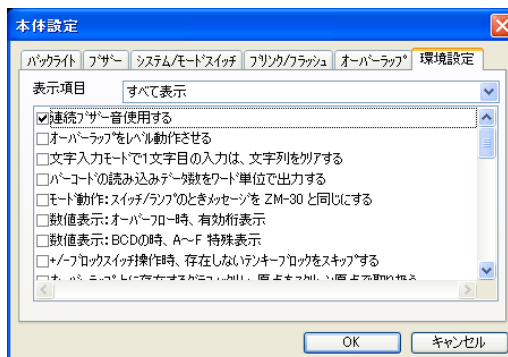 本体設定
バックライト ブザー システム/モードスイッチ ブリンク/フラッシュ オーバーラップ 環境設定
表示項目 すべて表示
連続ブザー音使用する
オーバーラップをレベル動作させる
文字入力モードで1文字目の入力は、文字列をクリアする
バーコードの読み込みデータ数をワード単位で出力する
モード動作:スイッチ/ランプのときメッセージを ZM-30 と同じにする
数値表示:オーバーフロー時、有効桁表示
数値表示:BCDの時、A～F 特殊表示
+/-ブロックスイッチ操作時、存在しないテンキーブロックをスキップする
OK キャンセル